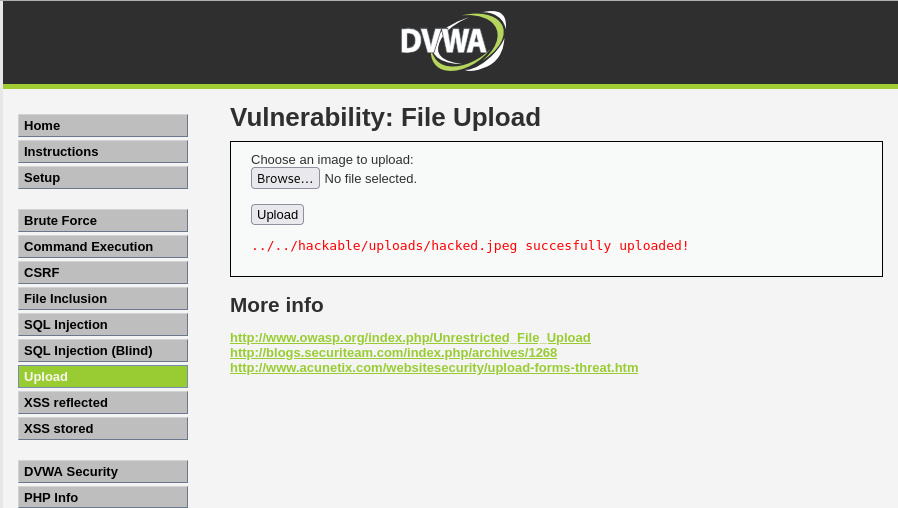 DVWA
Home
Instructions
Setup
Brute Force
Command Execution
CSRF
File Inclusion
SQL Injection
SQL Injection (Blind)
Upload
XSS reflected
XSS stored
DVWA Security
PHP Info
Vulnerability: File Upload
Choose an image to upload:
Browse... No file selected.
Upload
../../hackable/uploads/hacked.jpeg succesfully uploaded!
More info
http://www.owasp.org/index.php/Unrestricted_File_Upload
http://blogs.securiteam.com/index.php/archives/1268
http://www.acunetix.com/websitesecurity/upload-forms-threat.htm